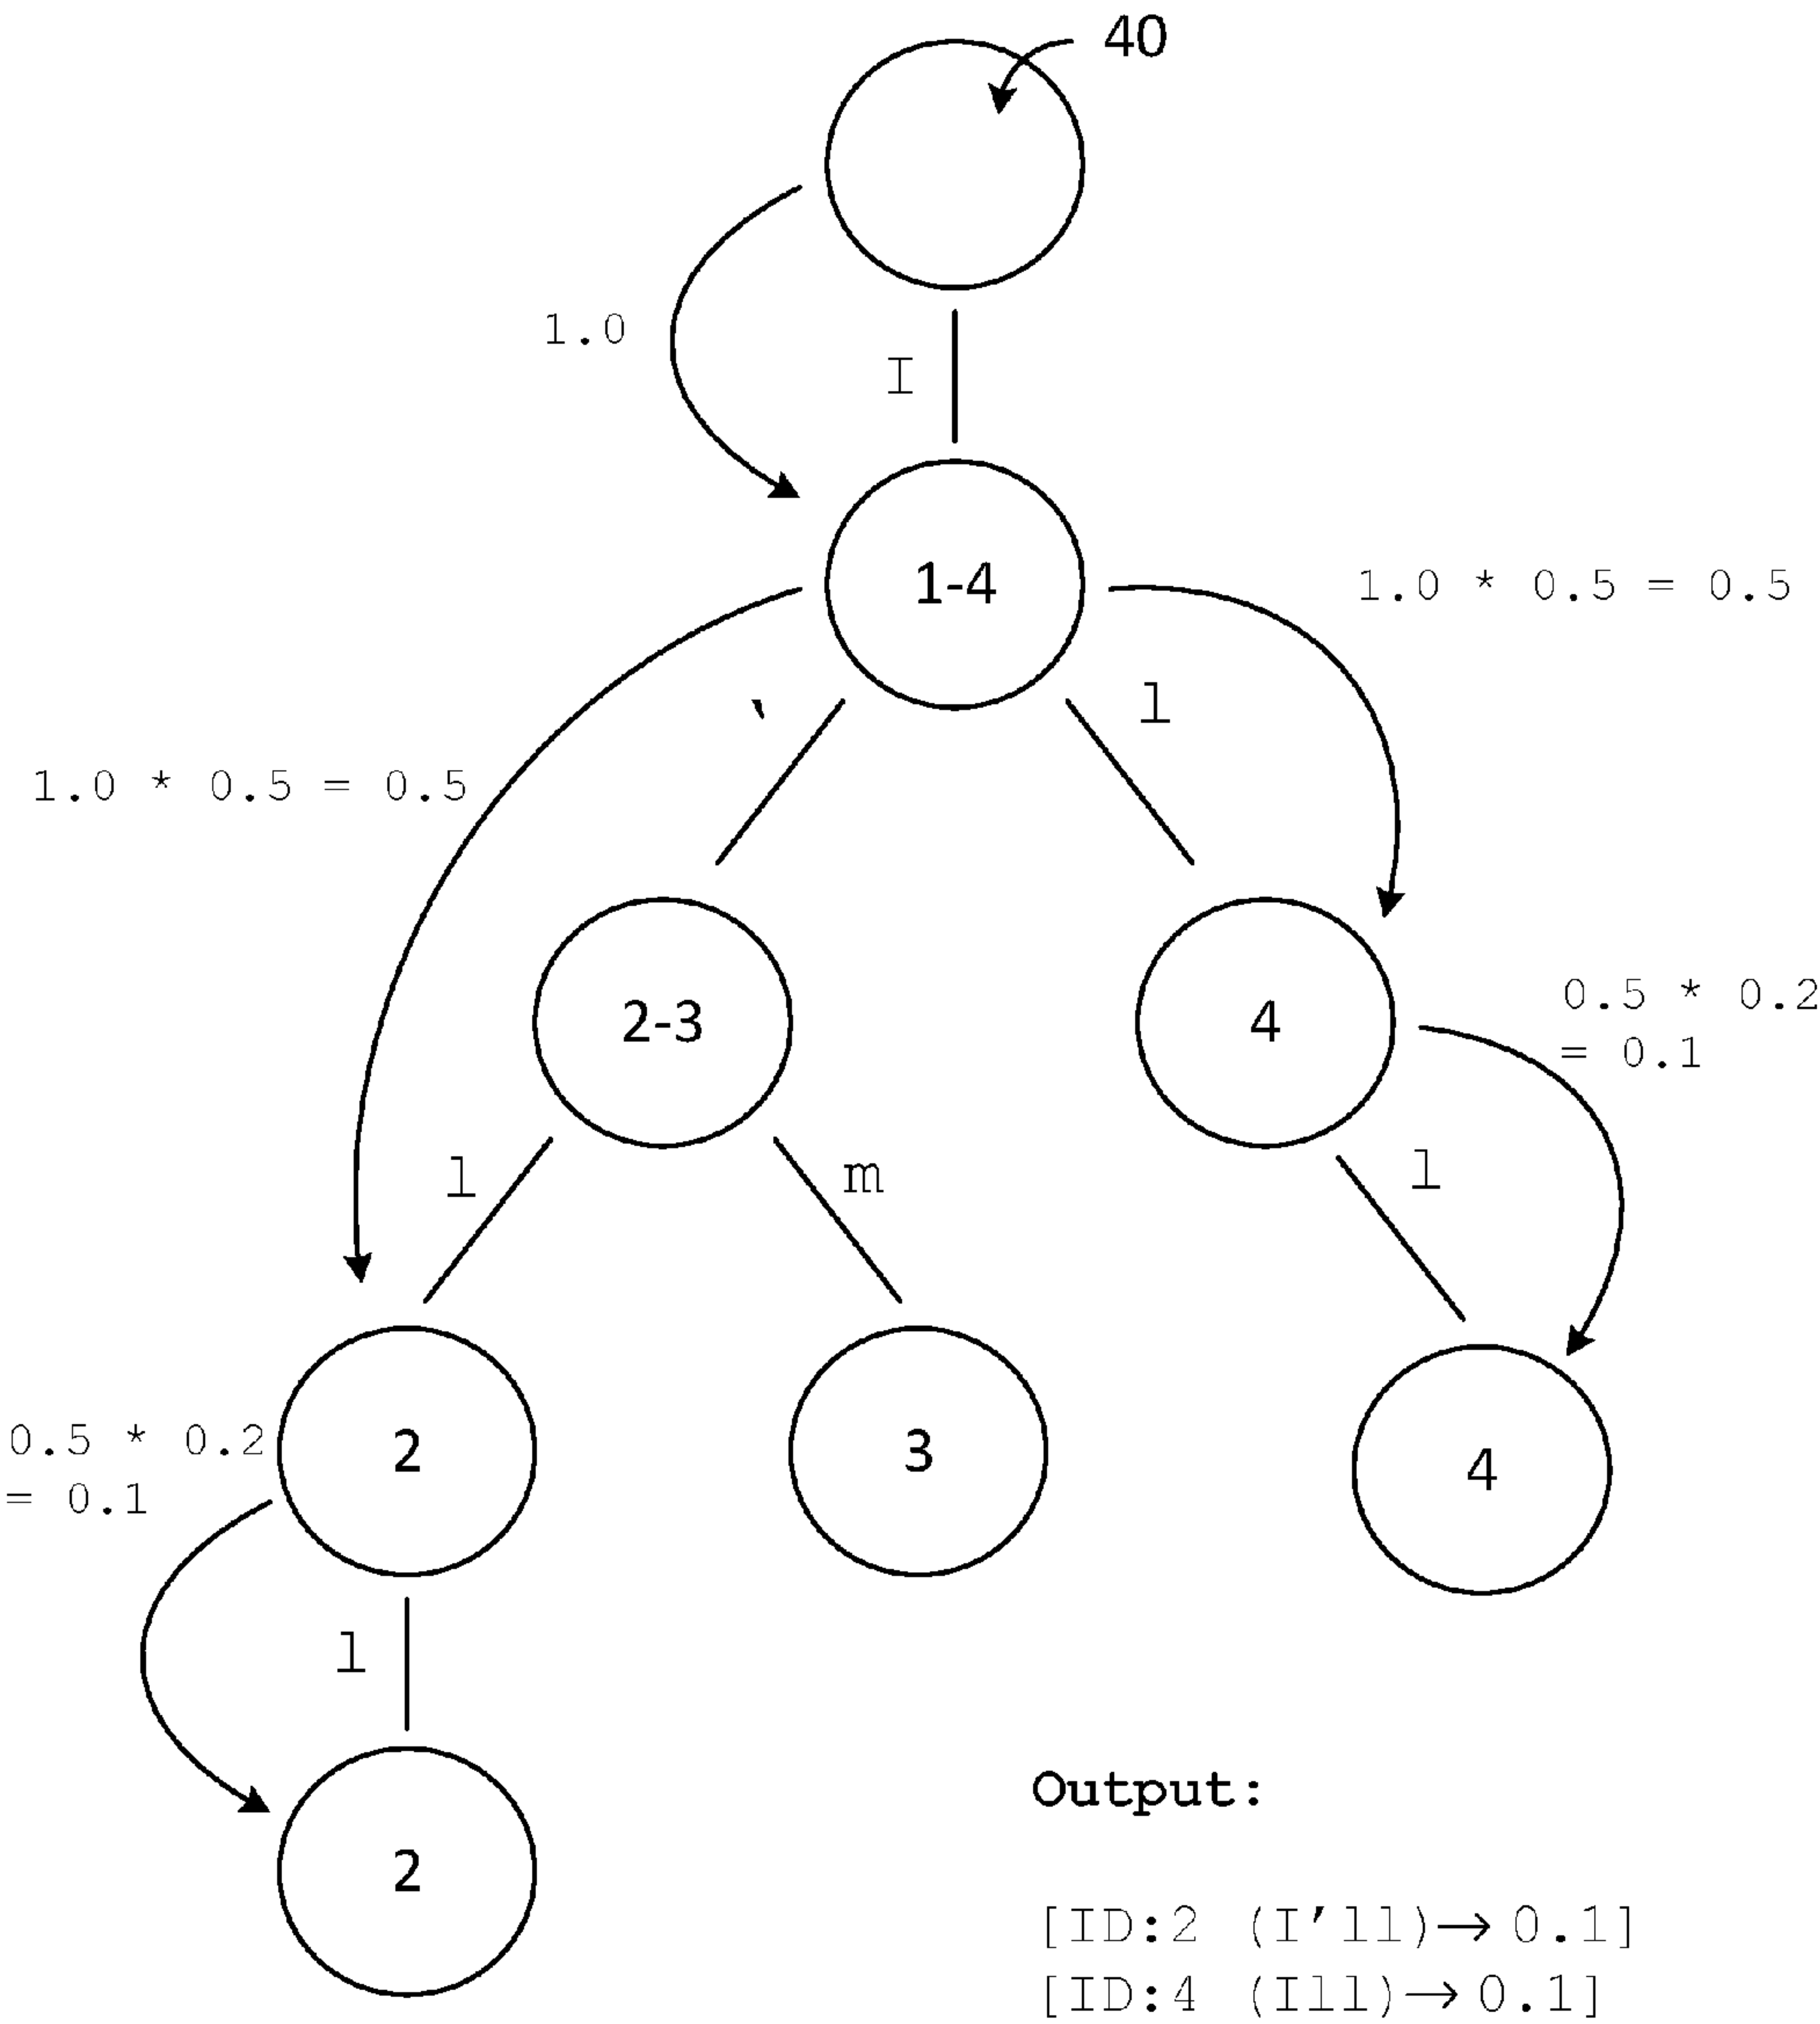 40
1.0
I
1-4
1.0 * 0.5 = 0.5
‛
l
1.0 * 0.5 = 0.5
2-3
4
0.5 * 0.2
= 0.1
l
m
l
2
3
4
0.5 * 0.2
= 0.1
l
2
Output:
[ID:2 (I'll)→ 0.1]
[ID:4 (Ill)→ 0.1]